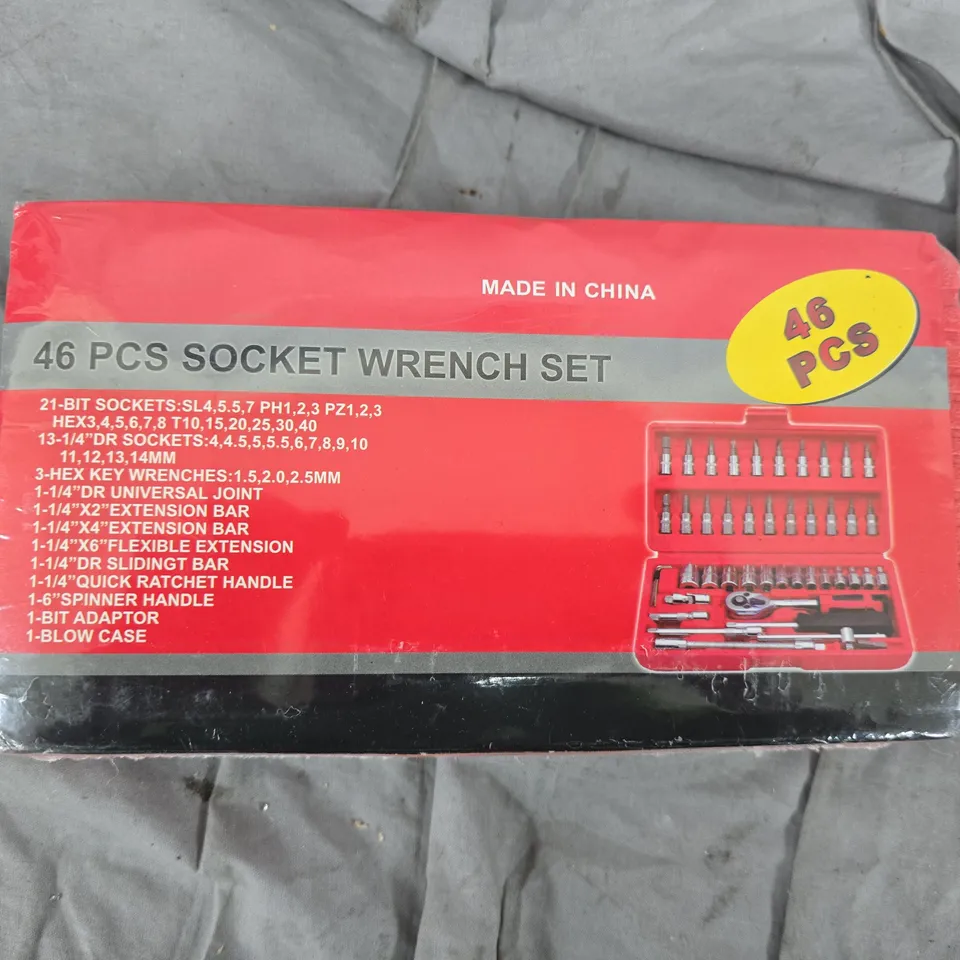 MADE IN CHINA
46
PCS
46 PCS SOCKET WRENCH SET
21-BIT SOCKETS:SL4,5.5,7 PH1,2,3 PZ1,2,3
HEX3,4,5,6,7,8 T10,15,20,25,30,40
13-1/4”DR SOCKETS:4,4.5,5,5.5,6,7,8,9,10
11,12,13,14MM
3-HEX KEY WRENCHES:1.5,2.0,2.5MM
1-1/4”DR UNIVERSAL JOINT
1-1/4”X2”EXTENSION BAR
1-1/4”X4”EXTENSION BAR
1-1/4”X6”FLEXIBLE EXTENSION
1-1/4”DR SLIDINGT BAR
1-1/4”QUICK RATCHET HANDLE
1-6”SPINNER HANDLE
1-BIT ADAPTOR
1-BLOW CASE